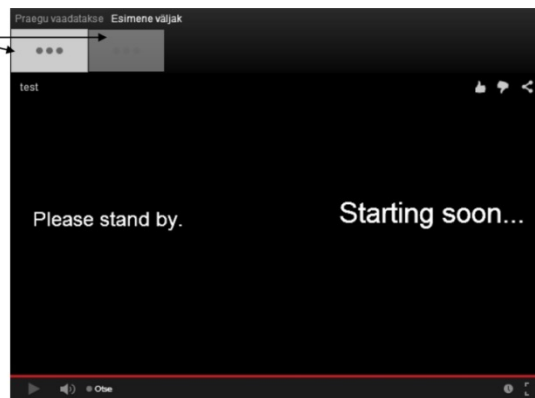 Praegu vaadatakse Esimene väljak
test
Please stand by.
Starting soon...
Otse